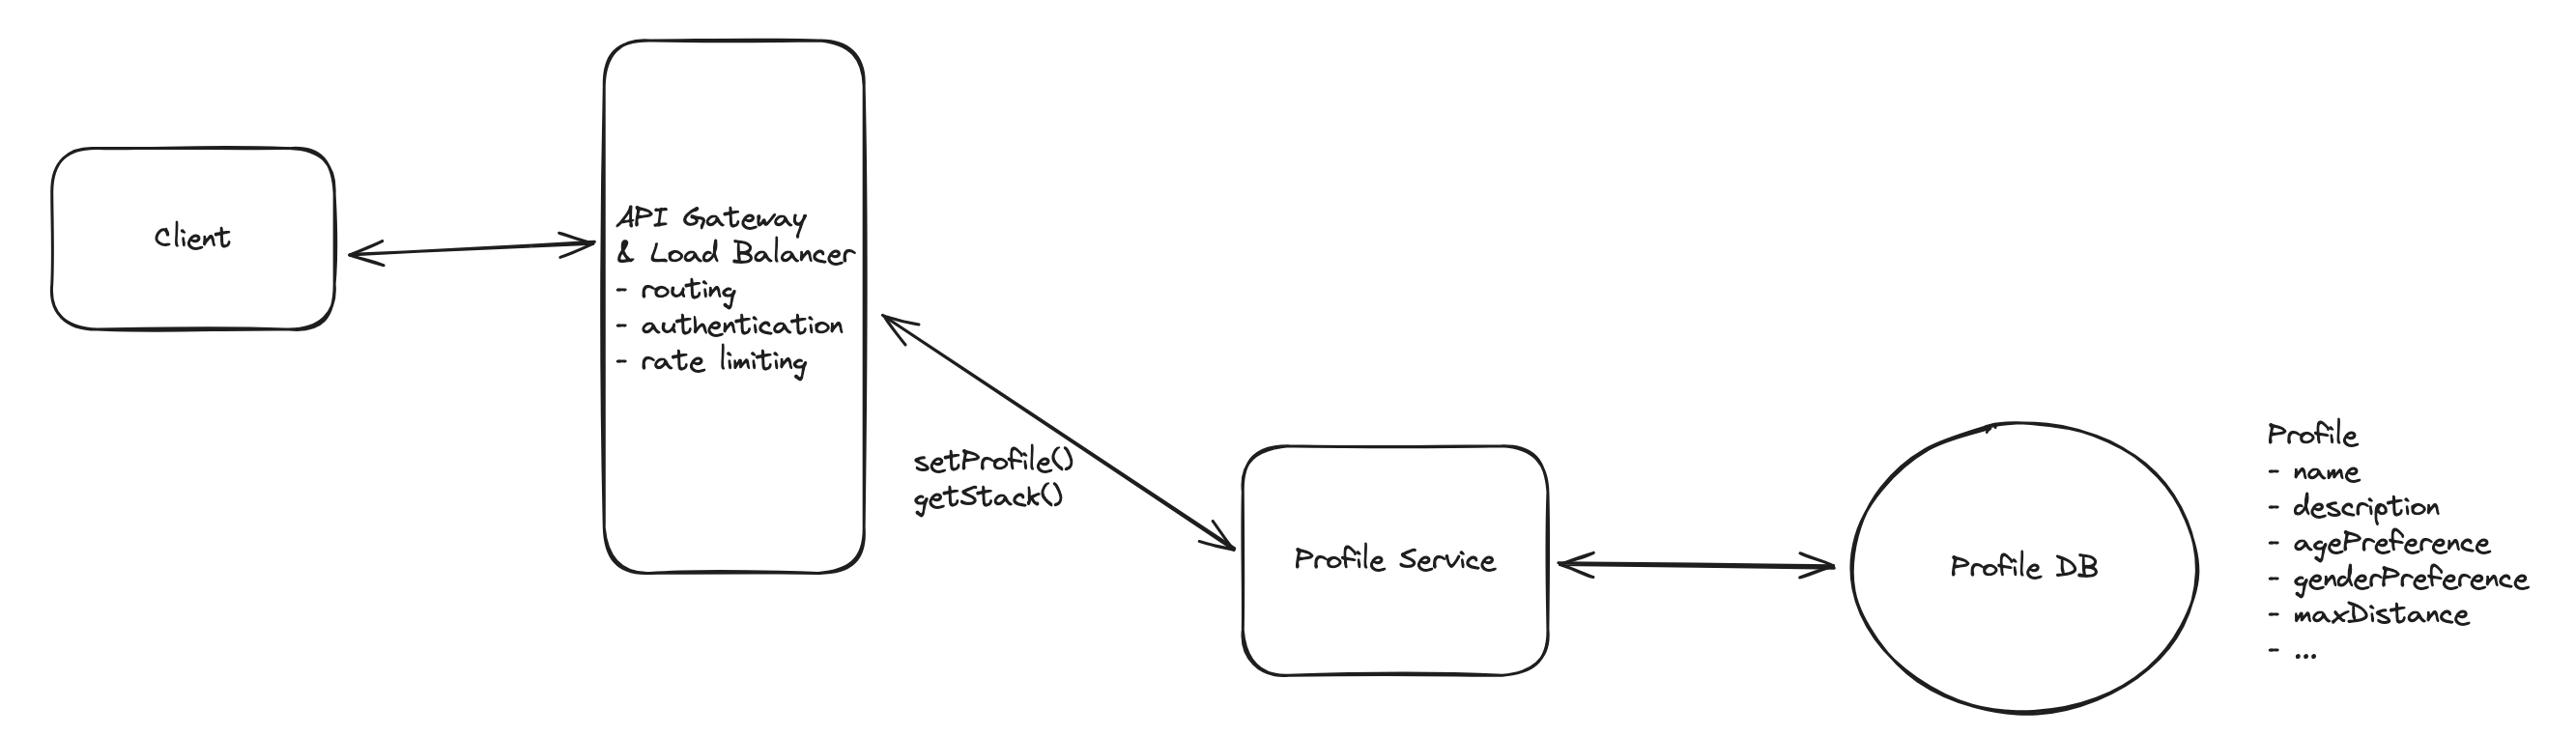 Client
API Gateway
& Load Balancer
- routing
- authentication
- rate limiting
setProfile()
getStack()
Profile Service
Profile DB
Profile
- name
- description
- agePreference
- genderPreference
- maxDistance
- ...